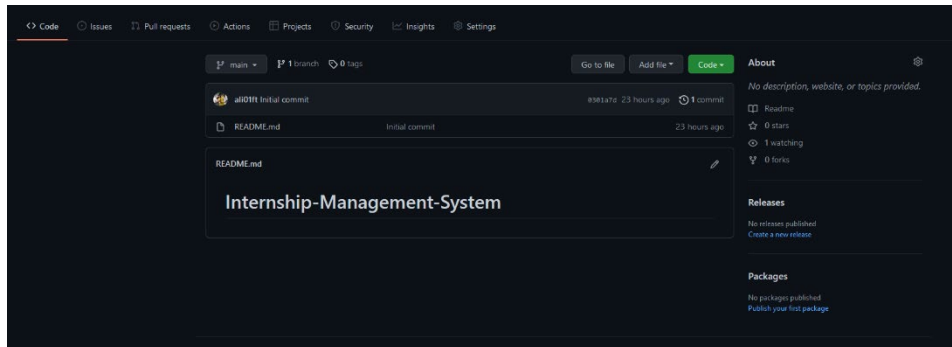 <> Code Issues Pull requests Actions Projects Security Insights Settings
main 1 branch 0 tags Go to file Add file Code
ali01ft Initial commit 0301a7d 23 hours ago 1 commit
README.md Initial commit 23 hours ago
README.md
Internship-Management-System
About
No description, website, or topics provided.
Readme
0 stars
1 watching
0 forks
Releases
No releases published
Create a new release
Packages
No packages published
Publish your first package